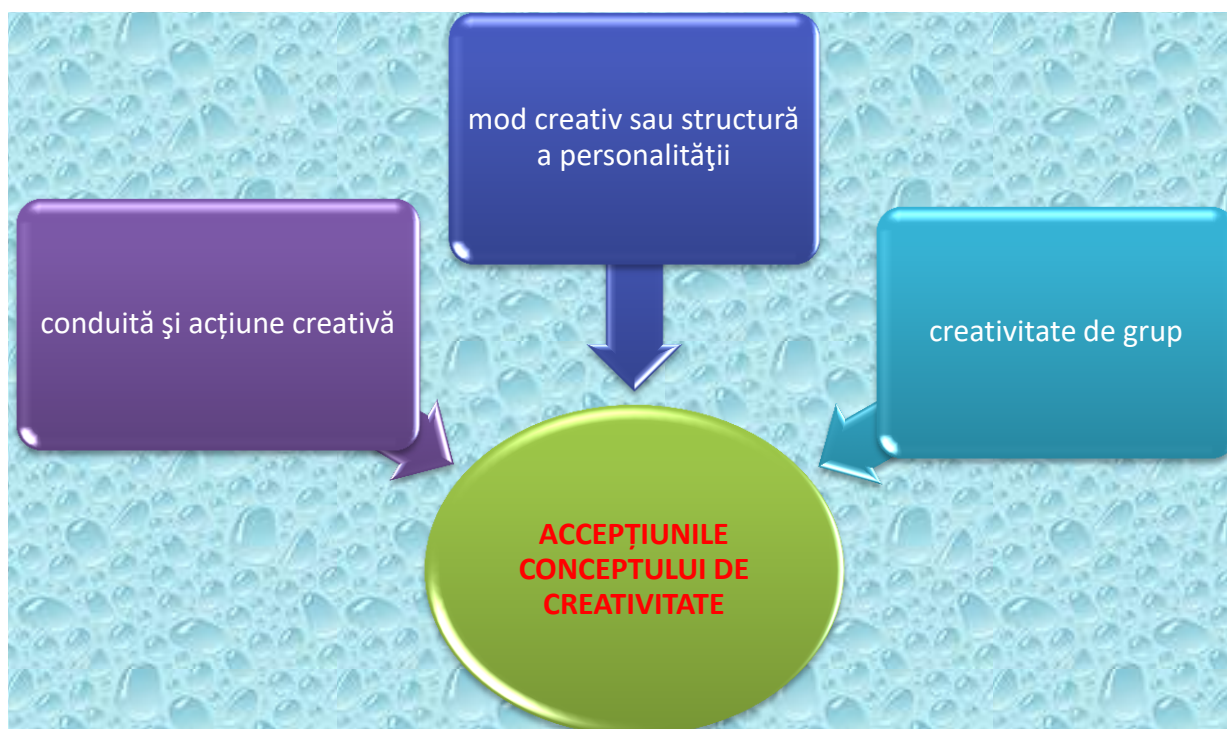 mod creativ sau structură
a personalităţii
conduită şi acțiune creativă
creativitate de grup
ACCEPȚIUNILE
CONCEPTULUI DE
CREATIVITATE